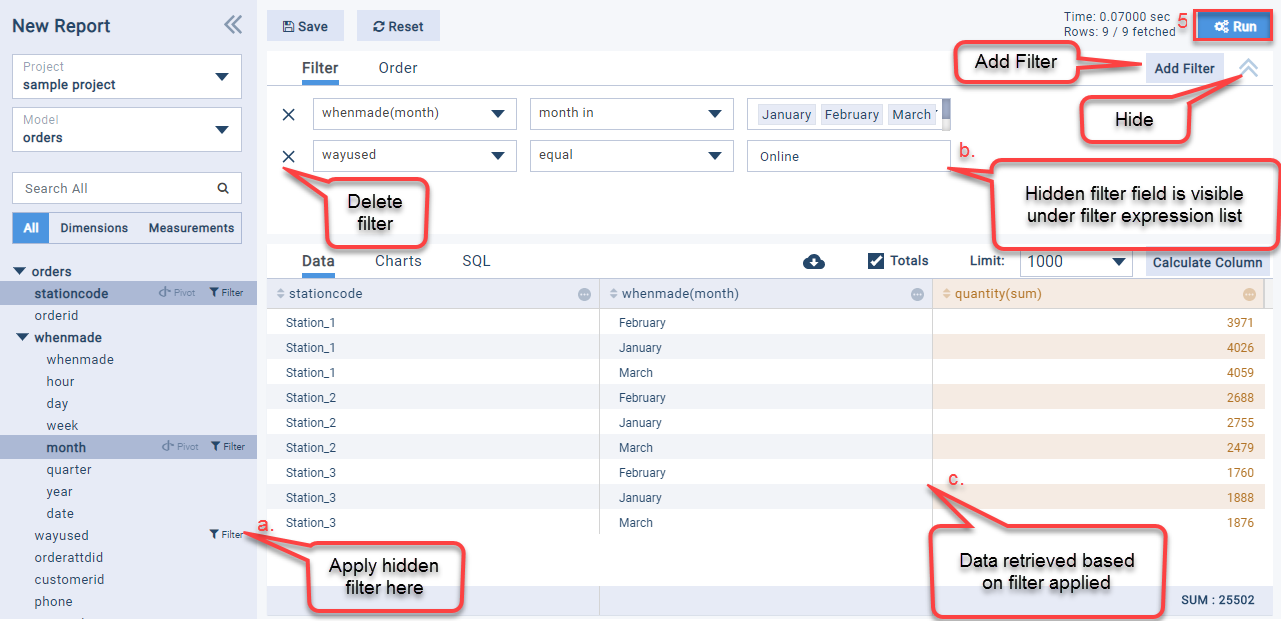 New Report
Project
sample project
Model
orders
Search All
All Dimensions Measurements
orders
stationcode Pivot Filter
orderid
whenmade
whenmade
hour
day
week
month Pivot Filter
quarter
year
date
wayused Filter
orderattdid
customerid
phone
a.
Apply hidden
filter here
Save Reset
Time: 0.07000 sec
Rows: 9 / 9 fetched
5
Run
Filter Order
Add Filter
Add Filter
Hide
whenmade(month) month in January February March
wayused equal Online
b.
Delete
filter
Hidden filter field is visible
under filter expression list
Data Charts SQL Totals Limit: 1000 Calculate Column
stationcode whenmade(month) quantity(sum)
Station_1 February 3971
Station_1 January 4026
Station_1 March 4059
Station_2 February 2688
Station_2 January 2755
Station_2 March 2479
Station_3 February 1760
Station_3 January 1888
Station_3 March 1876
c.
Data retrieved based
on filter applied
SUM : 25502